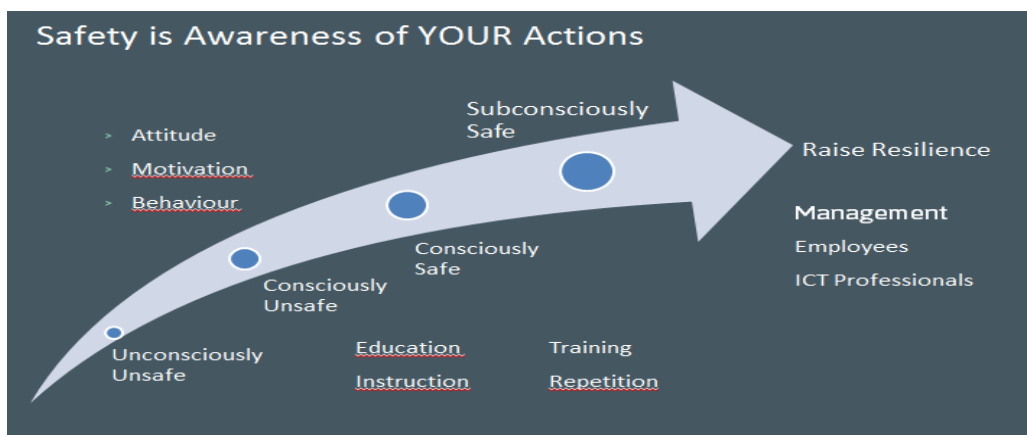 Safety is Awareness of YOUR Actions
> Attitude
> Motivation
> Behaviour
Subconsciously
Safe
Consciously
Safe
Consciously
Unsafe
Unconsciously
Unsafe
Education
Training
Instruction
Repetition
Raise Resilience
Management
Employees
ICT Professionals